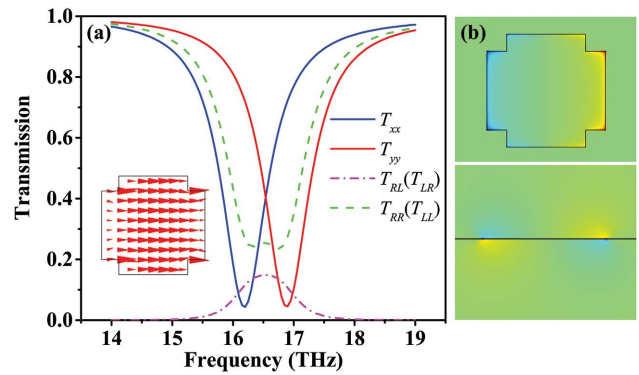 (a)
(b)
1.0
0.8
0.6
0.4
0.2
0.0
Transmission
T_xx
T_yy
T_RL(T_LR)
T_RR(T_LL)
14 15 16 17 18 19
Frequency (THz)